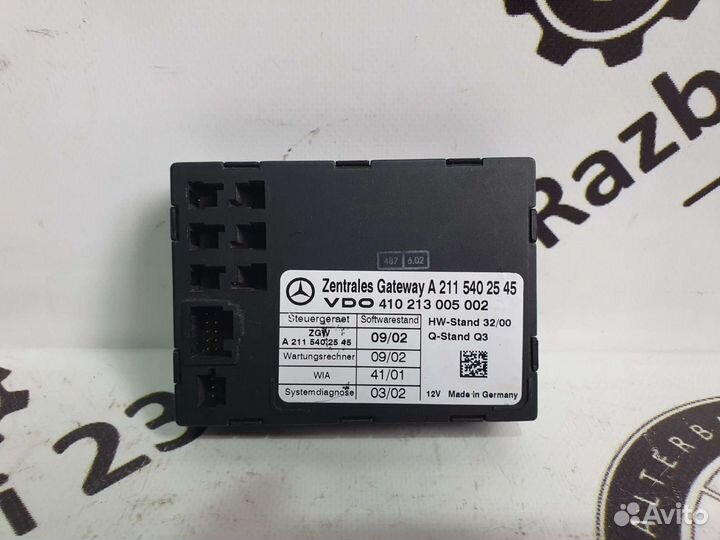 Razb
487 6.02
Zentrales Gateway A 211 540 25 45
VDO 410 213 005 002
Steuergeraet Softwarestand
ZGW
A 211 540 25 45 09/02
HW-Stand 32/00
Q-Stand Q3
Wartungsrechner 09/02
WIA 41/01
Systemdiagnose 03/02
12V Made in Germany
23
ALTERB
Avito